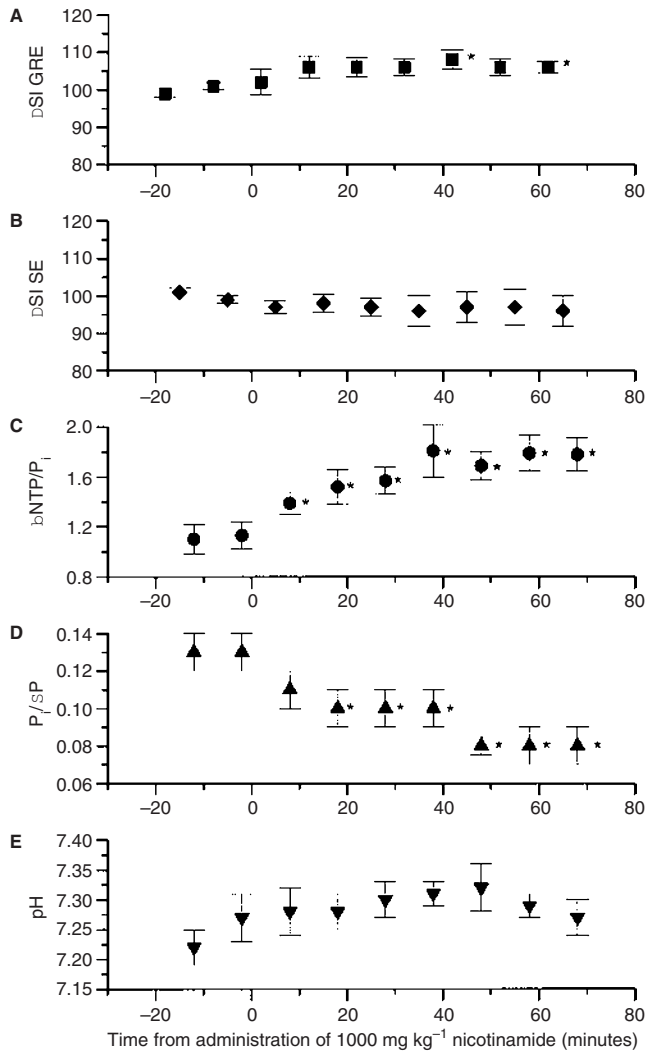 A
DSI GRE
120
110
100
90
80
–20 0 20 40 60 80
B
DSI SE
120
110
100
90
80
–20 0 20 40 60 80
C
bNTP/Pi
2.0
1.6
1.2
0.8
–20 0 20 40 60 80
D
Pi/SP
0.14
0.12
0.10
0.08
0.06
–20 0 20 40 60 80
E
pH
7.40
7.35
7.30
7.25
7.20
7.15
–20 0 20 40 60 80
Time from administration of 1000 mg kg⁻¹ nicotinamide (minutes)